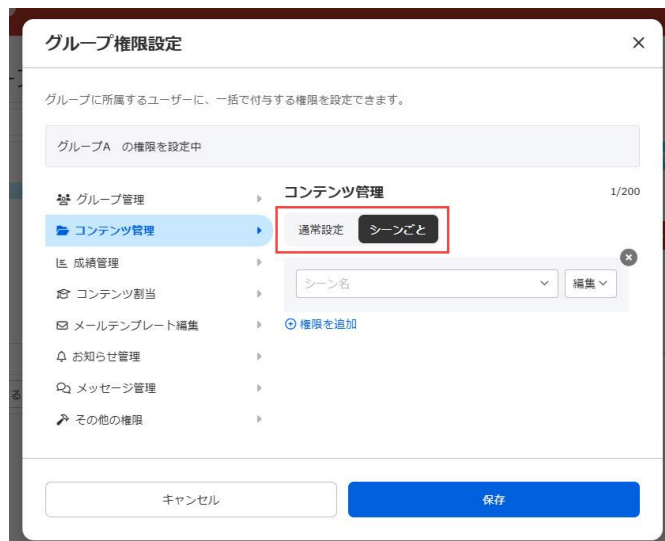 グループ権限設定
グループに所属するユーザーに、一括で付与する権限を設定できます。
グループA の権限を設定中
グループ管理
コンテンツ管理
成績管理
コンテンツ割当
メールテンプレート編集
お知らせ管理
メッセージ管理
その他の権限
コンテンツ管理 1/200
通常設定 シーンごと
シーン名 編集
権限を追加
キャンセル 保存